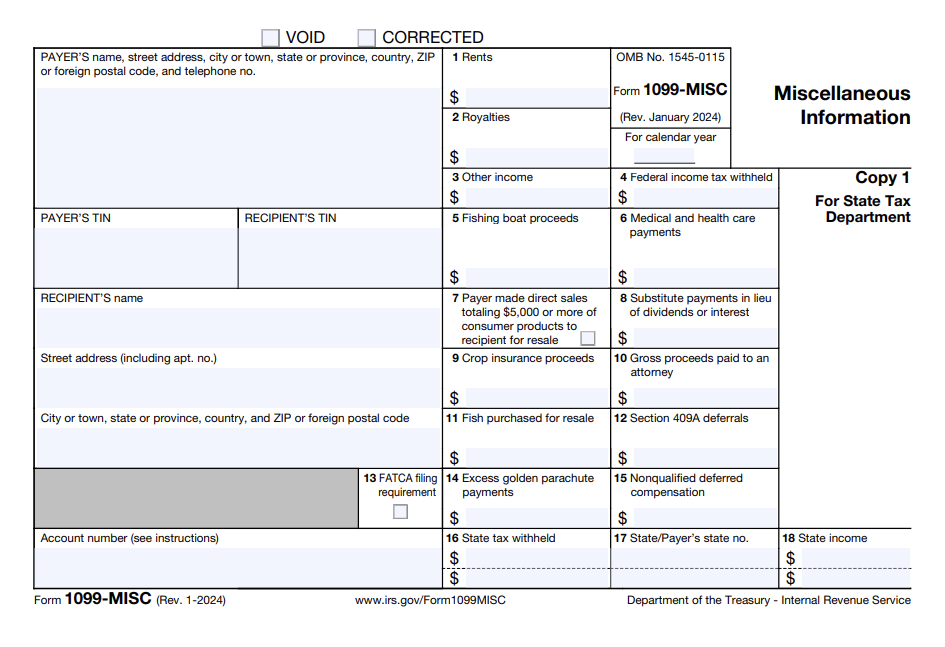 VOID CORRECTED
PAYER'S name, street address, city or town, state or province, country, ZIP
or foreign postal code, and telephone no.
1 Rents
$
2 Royalties
$
OMB No. 1545-0115
Form 1099-MISC
(Rev. January 2024)
For calendar year
Miscellaneous
Information
3 Other income
$
4 Federal income tax withheld
$
Copy 1
For State Tax
Department
PAYER'S TIN
RECIPIENT'S TIN
5 Fishing boat proceeds
$
6 Medical and health care
payments
$
RECIPIENT'S name
7 Payer made direct sales
totaling $5,000 or more of
consumer products to
recipient for resale
8 Substitute payments in lieu
of dividends or interest
$
Street address (including apt. no.)
9 Crop insurance proceeds
$
10 Gross proceeds paid to an
attorney
$
City or town, state or province, country, and ZIP or foreign postal code
11 Fish purchased for resale
$
12 Section 409A deferrals
$
13 FATCA filing
requirement
14 Excess golden parachute
payments
$
15 Nonqualified deferred
compensation
$
Account number (see instructions)
16 State tax withheld
$
$
17 State/Payer's state no.
18 State income
$
$
Form 1099-MISC (Rev. 1-2024)
www.irs.gov/Form1099MISC
Department of the Treasury - Internal Revenue Service